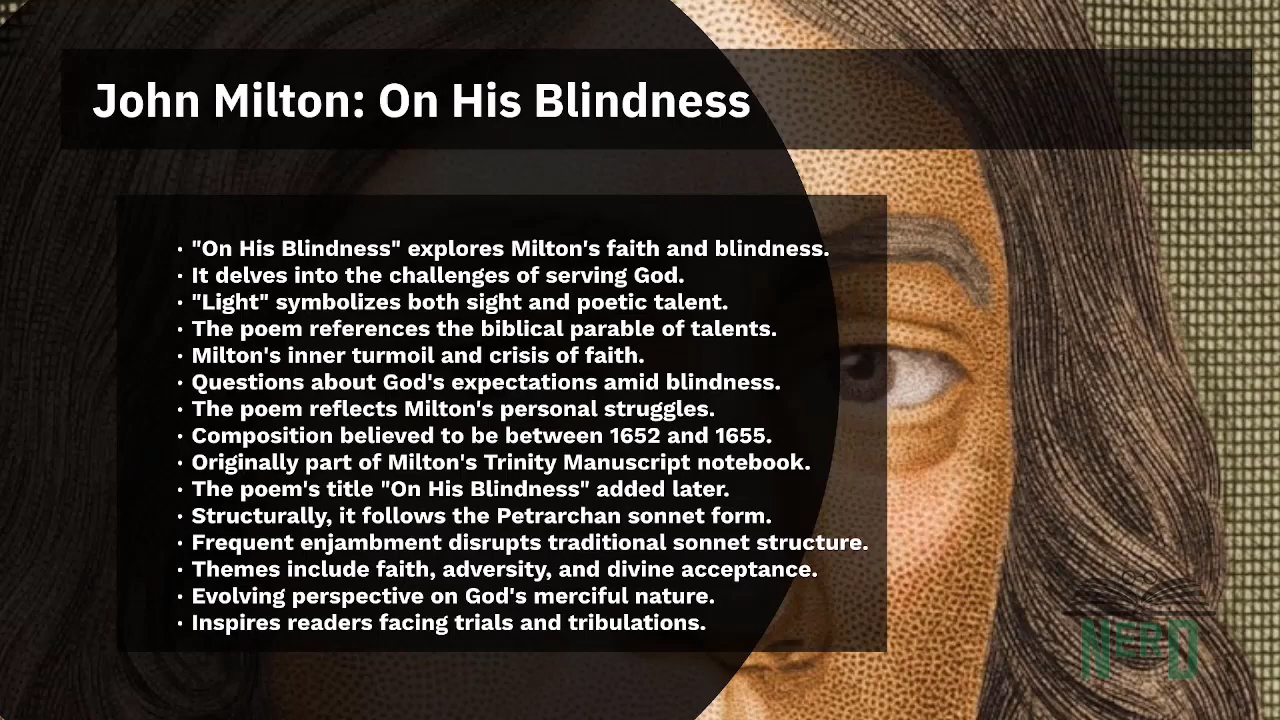 John Milton: On His Blindness
· "On His Blindness" explores Milton's faith and blindness.
· It delves into the challenges of serving God.
· "Light" symbolizes both sight and poetic talent.
· The poem references the biblical parable of talents.
· Milton's inner turmoil and crisis of faith.
· Questions about God's expectations amid blindness.
· The poem reflects Milton's personal struggles.
· Composition believed to be between 1652 and 1655.
· Originally part of Milton's Trinity Manuscript notebook.
· The poem's title "On His Blindness" added later.
· Structurally, it follows the Petrarchan sonnet form.
· Frequent enjambment disrupts traditional sonnet structure.
· Themes include faith, adversity, and divine acceptance.
· Evolving perspective on God's merciful nature.
· Inspires readers facing trials and tribulations.
NERD